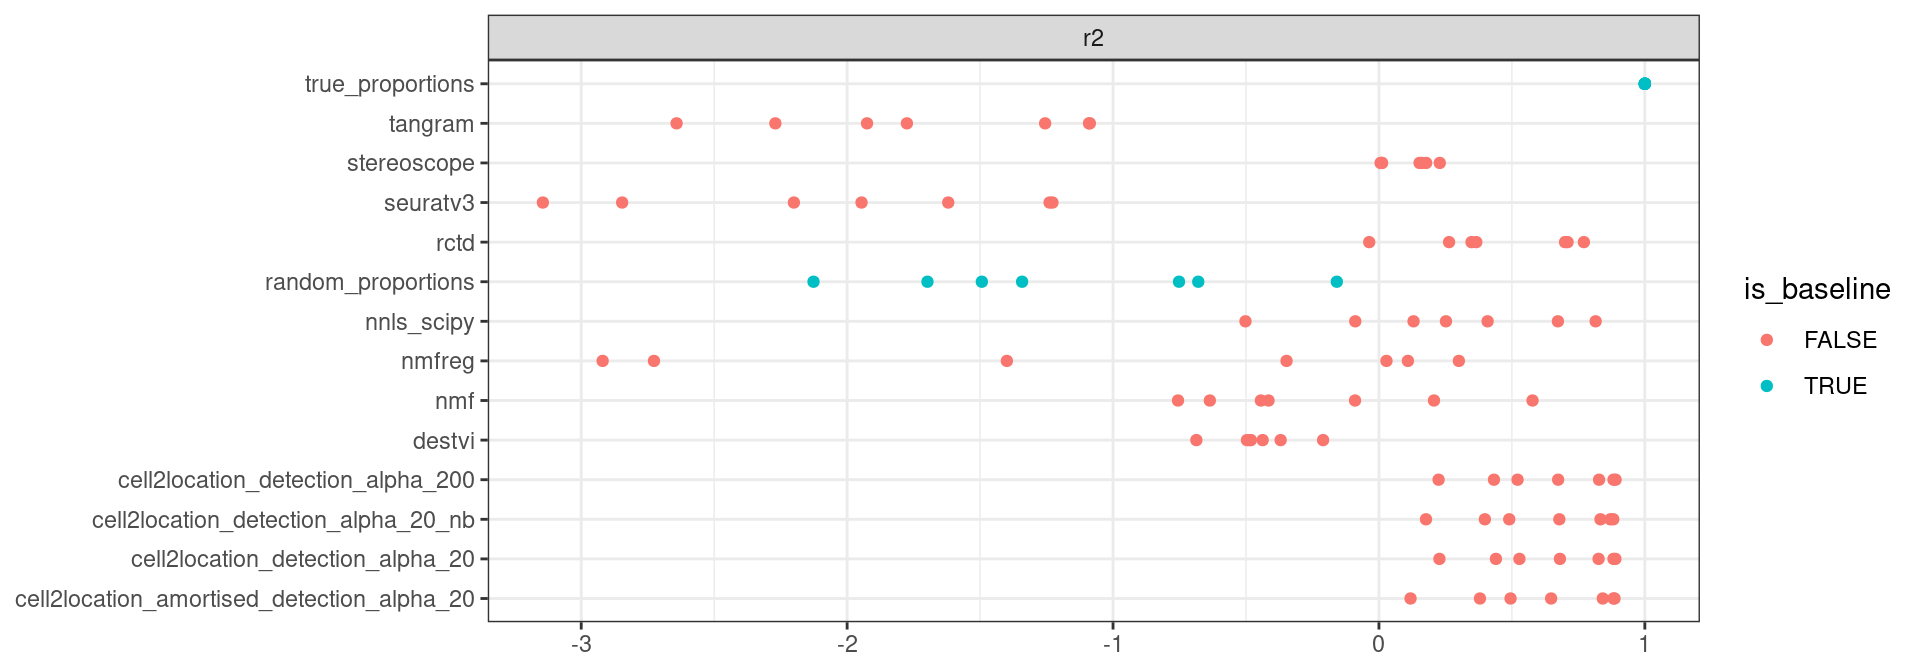 r2
true_proportions
tangram
stereoscope
seuratv3
rctd
random_proportions
nnls_scipy
nmfreg
nmf
destvi
cell2location_detection_alpha_200
cell2location_detection_alpha_20_nb
cell2location_detection_alpha_20
cell2location_amortised_detection_alpha_20
-3 -2 -1 0 1
is_baseline
FALSE
TRUE